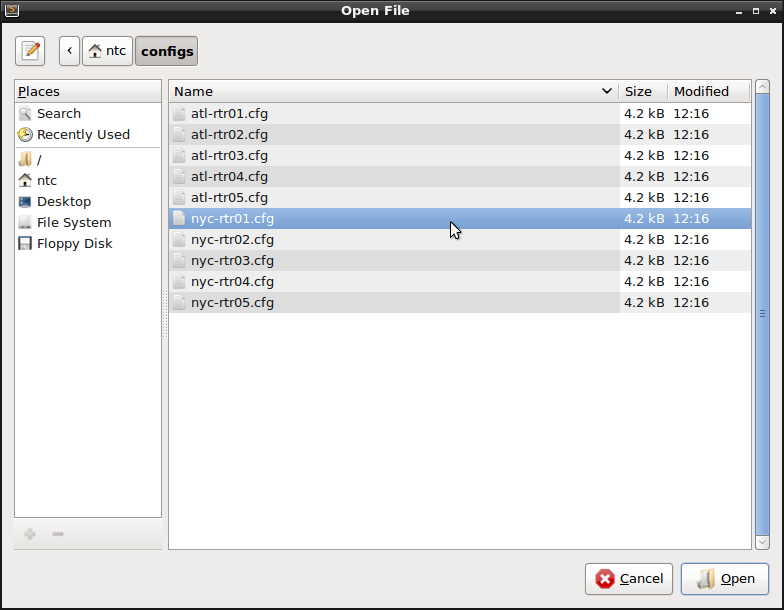 Open File
ntc
configs
Places
Search
Recently Used
/
ntc
Desktop
File System
Floppy Disk
Name Size Modified
atl-rtr01.cfg 4.2 kB 12:16
atl-rtr02.cfg 4.2 kB 12:16
atl-rtr03.cfg 4.2 kB 12:16
atl-rtr04.cfg 4.2 kB 12:16
atl-rtr05.cfg 4.2 kB 12:16
nyc-rtr01.cfg 4.2 kB 12:16
nyc-rtr02.cfg 4.2 kB 12:16
nyc-rtr03.cfg 4.2 kB 12:16
nyc-rtr04.cfg 4.2 kB 12:16
nyc-rtr05.cfg 4.2 kB 12:16
Cancel
Open